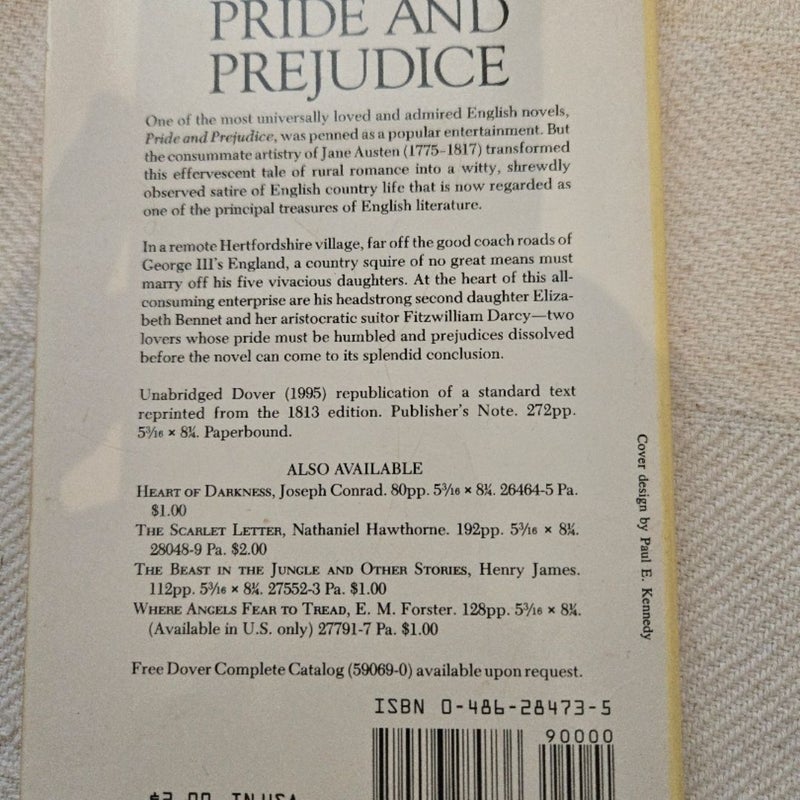 PRIDE AND
PREJUDICE
One of the most universally loved and admired English novels,
Pride and Prejudice, was penned as a popular entertainment. But
the consummate artistry of Jane Austen (1775–1817) transformed
this effervescent tale of rural romance into a witty, shrewdly
observed satire of English country life that is now regarded as
one of the principal treasures of English literature.
In a remote Hertfordshire village, far off the good coach roads of
George III's England, a country squire of no great means must
marry off his five vivacious daughters. At the heart of this all-
consuming enterprise are his headstrong second daughter Eliza-
beth Bennet and her aristocratic suitor Fitzwilliam Darcy—two
lovers whose pride must be humbled and prejudices dissolved
before the novel can come to its splendid conclusion.
Unabridged Dover (1995) republication of a standard text
reprinted from the 1813 edition. Publisher's Note. 272pp.
5³⁄₁₆ × 8¼. Paperbound.
ALSO AVAILABLE
HEART OF DARKNESS, Joseph Conrad. 80pp. 5³⁄₁₆ × 8¼. 26464-5 Pa.
$1.00
THE SCARLET LETTER, Nathaniel Hawthorne. 192pp. 5³⁄₁₆ × 8¼.
28048-9 Pa. $2.00
THE BEAST IN THE JUNGLE AND OTHER STORIES, Henry James.
112pp. 5³⁄₁₆ × 8¼. 27552-3 Pa. $1.00
WHERE ANGELS FEAR TO TREAD, E. M. Forster. 128pp. 5³⁄₁₆ × 8¼.
(Available in U.S. only) 27791-7 Pa. $1.00
Free Dover Complete Catalog (59069-0) available upon request.
Cover design by Paul E. Kennedy
ISBN 0-486-28473-5
90000
IN USA